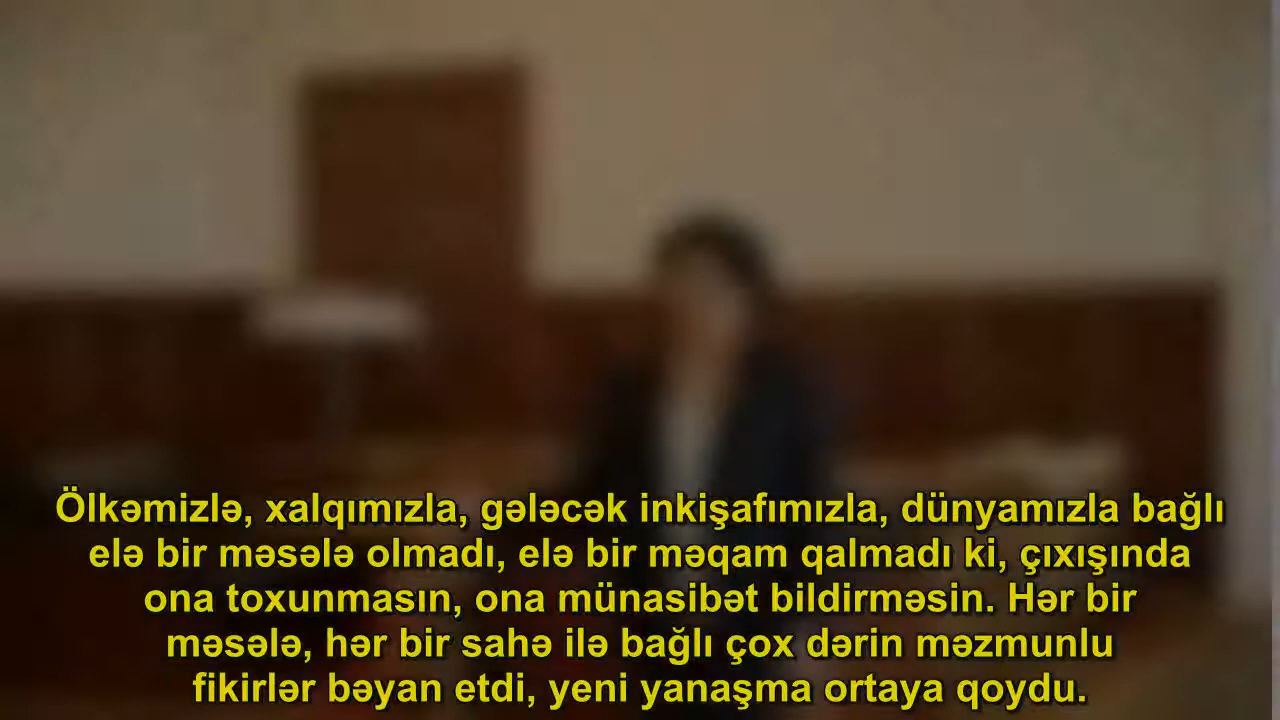 Ölkəmizlə, xalqımızla, gələcək inkişafımızla, dünyamızla bağlı
elə bir məsələ olmadı, elə bir məqam qalmadı ki, çıxışında
ona toxunmasın, ona münasibət bildirməsin. Hər bir
məsələ, hər bir sahə ilə bağlı çox dərin məzmunlu
fikirlər bəyan etdi, yeni yanaşma ortaya qoydu.